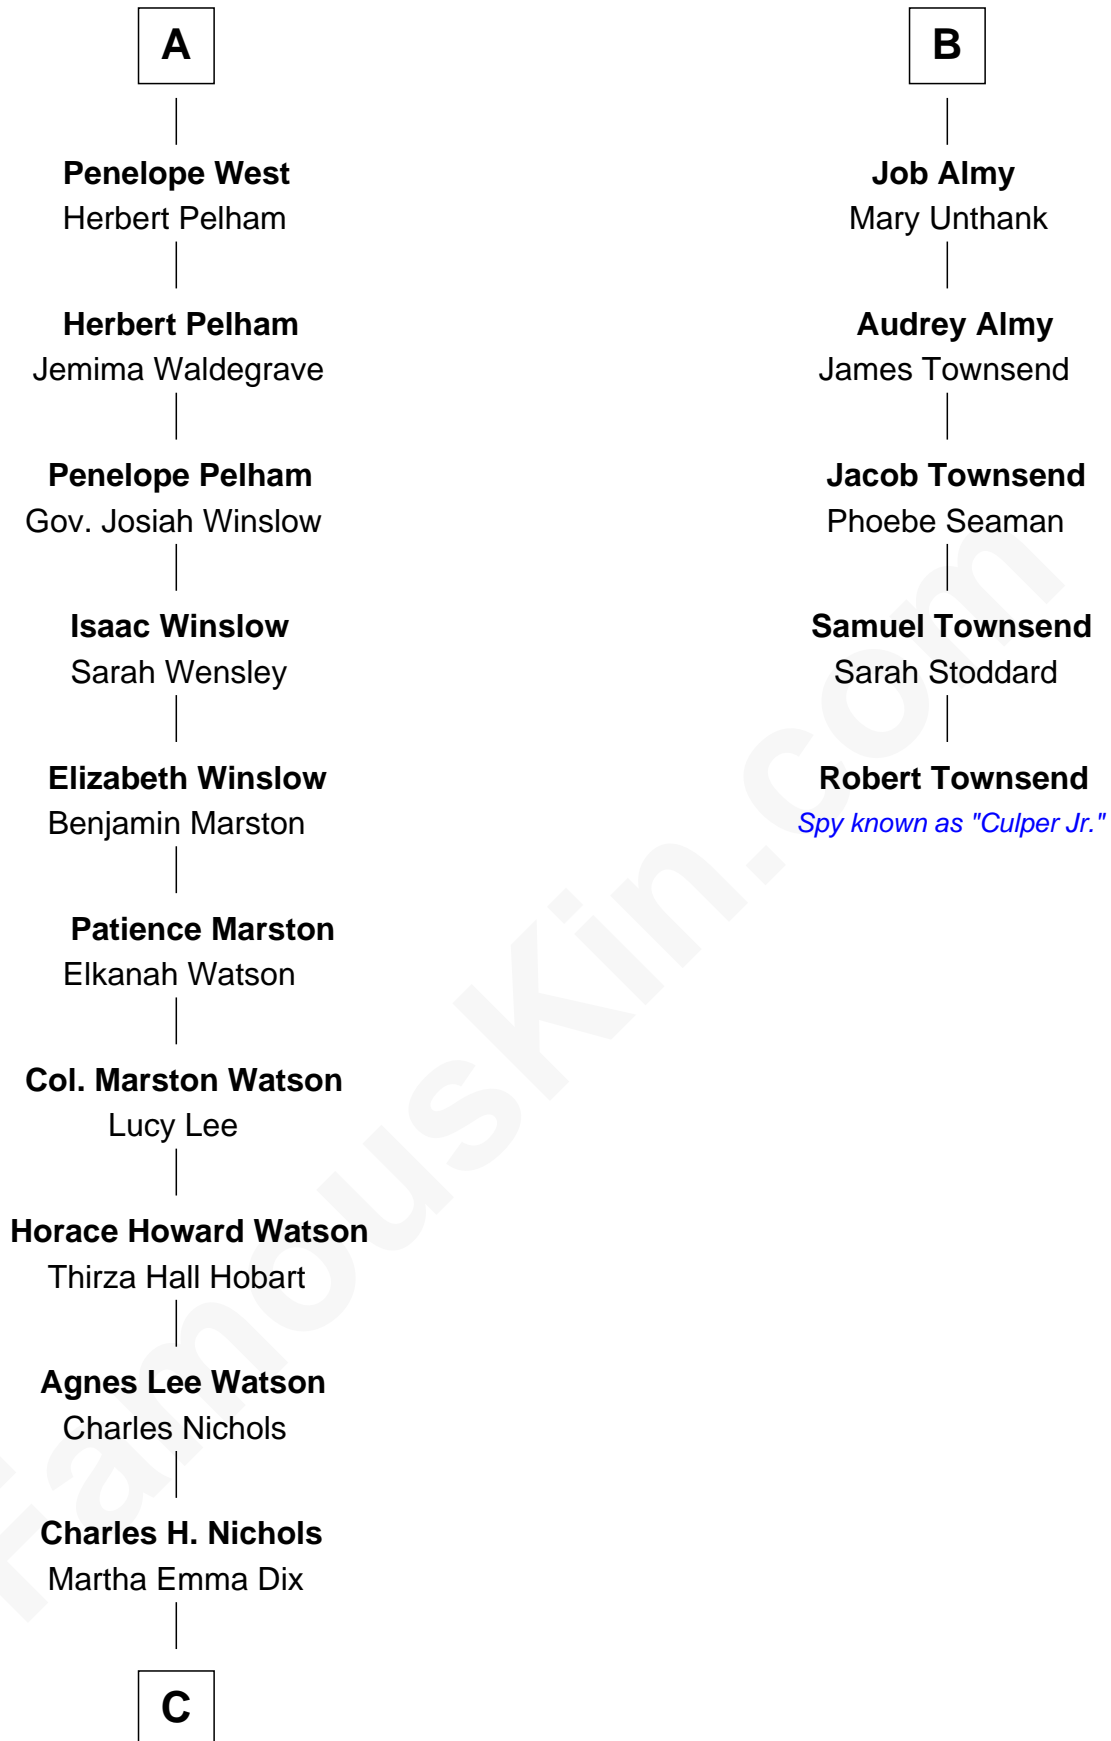 A
Penelope West
Herbert Pelham
Herbert Pelham
Jemima Waldegrave
Penelope Pelham
Gov. Josiah Winslow
Isaac Winslow
Sarah Wensley
Elizabeth Winslow
Benjamin Marston
Patience Marston
Elkanah Watson
Col. Marston Watson
Lucy Lee
Horace Howard Watson
Thirza Hall Hobart
Agnes Lee Watson
Charles Nichols
Charles H. Nichols
Martha Emma Dix
C
B
Job Almy
Mary Unthank
Audrey Almy
James Townsend
Jacob Townsend
Phoebe Seaman
Samuel Townsend
Sarah Stoddard
Robert Townsend
Spy known as "Culper Jr."
FamousKin.com